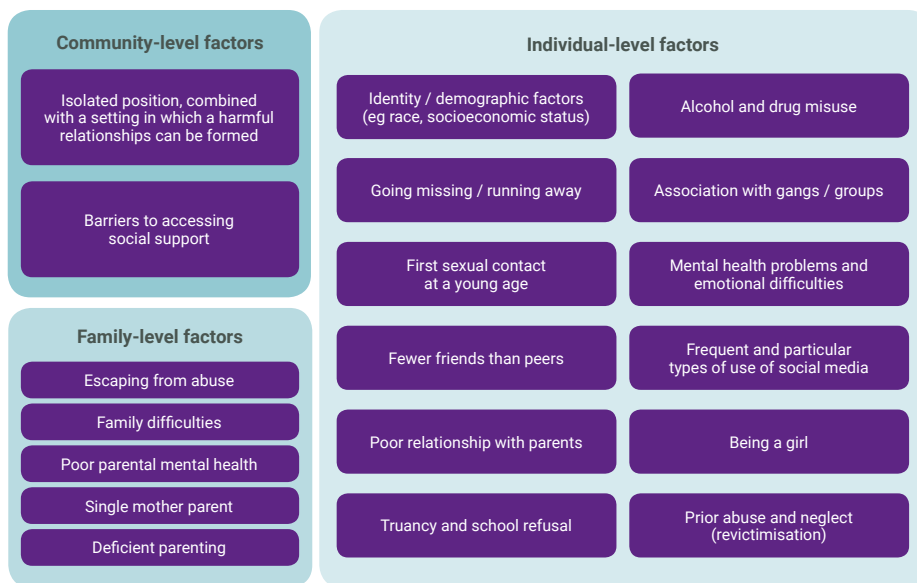 Community-level factors
Isolated position, combined
with a setting in which a harmful
relationships can be formed
Barriers to accessing
social support
Family-level factors
Escaping from abuse
Family difficulties
Poor parental mental health
Single mother parent
Deficient parenting
Individual-level factors
Identity / demographic factors
(eg race, socioeconomic status)
Alcohol and drug misuse
Going missing / running away
Association with gangs / groups
First sexual contact
at a young age
Mental health problems and
emotional difficulties
Fewer friends than peers
Frequent and particular
types of use of social media
Poor relationship with parents
Being a girl
Truancy and school refusal
Prior abuse and neglect
(revictimisation)